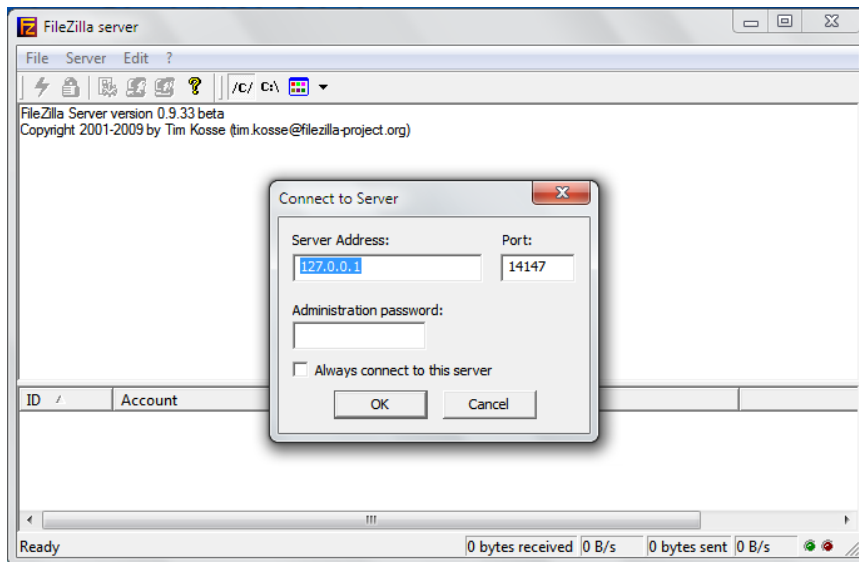 FileZilla server
File Server Edit ?
/C/ C:\
FileZilla Server version 0.9.33 beta
Copyright 2001-2009 by Tim Kosse (tim.kosse@filezilla-project.org)
Connect to Server
Server Address: Port:
127.0.0.1 14147
Administration password:
Always connect to this server
OK Cancel
ID / Account
Ready 0 bytes received 0 B/s 0 bytes sent 0 B/s